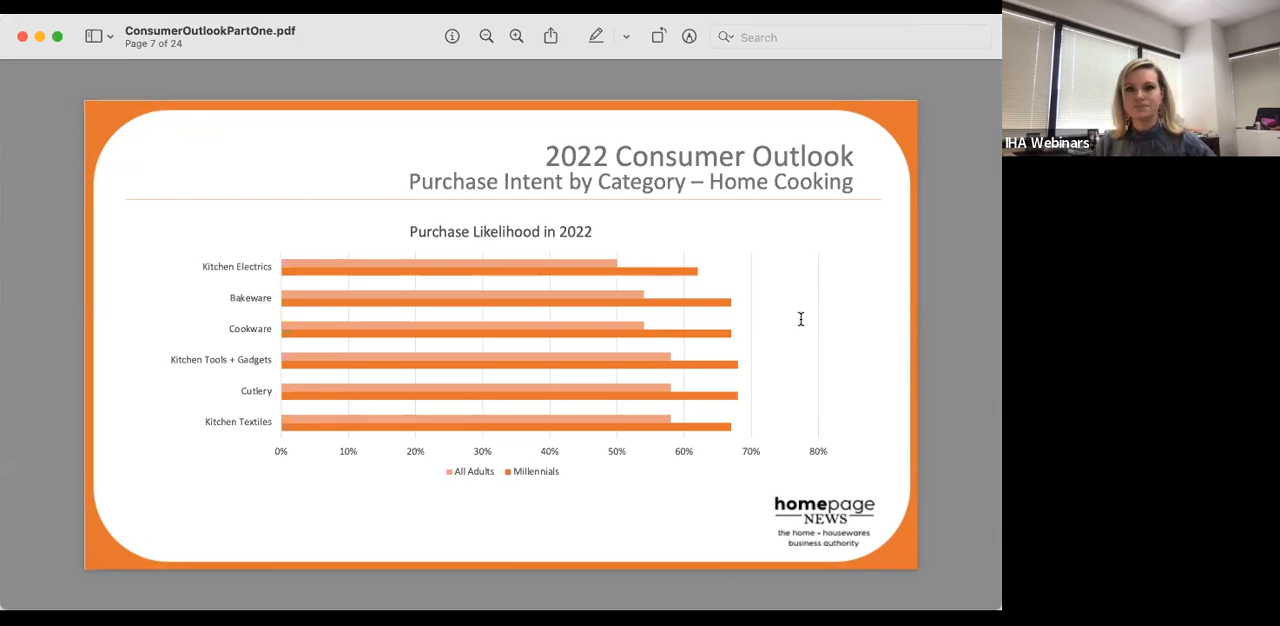 ConsumerOutlookPartOne.pdf
Page 7 of 24
Search
IHA Webinars
2022 Consumer Outlook
Purchase Intent by Category – Home Cooking
Purchase Likelihood in 2022
Kitchen Electrics
Bakeware
Cookware
Kitchen Tools + Gadgets
Cutlery
Kitchen Textiles
0% 10% 20% 30% 40% 50% 60% 70% 80%
All Adults Millennials
homepage
NEWS
the home + housewares
business authority